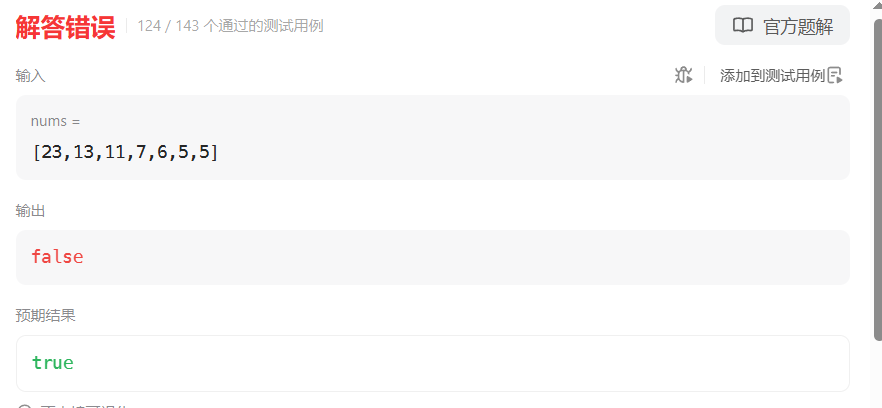 解答错误 124 / 143 个通过的测试用例 官方题解
输入 添加到测试用例
nums =
[23,13,11,7,6,5,5]
输出
false
预期结果
true